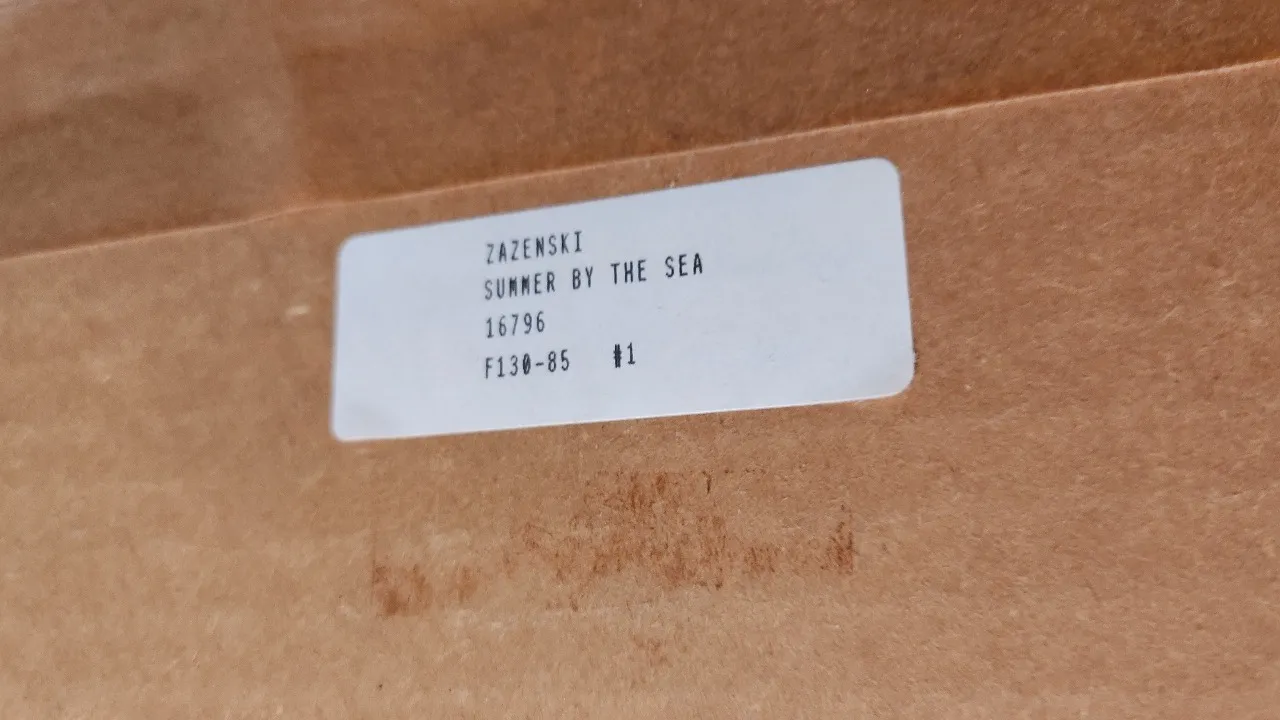 ZAZENSKI
SUMMER BY THE SEA
16796
F130-85 #1